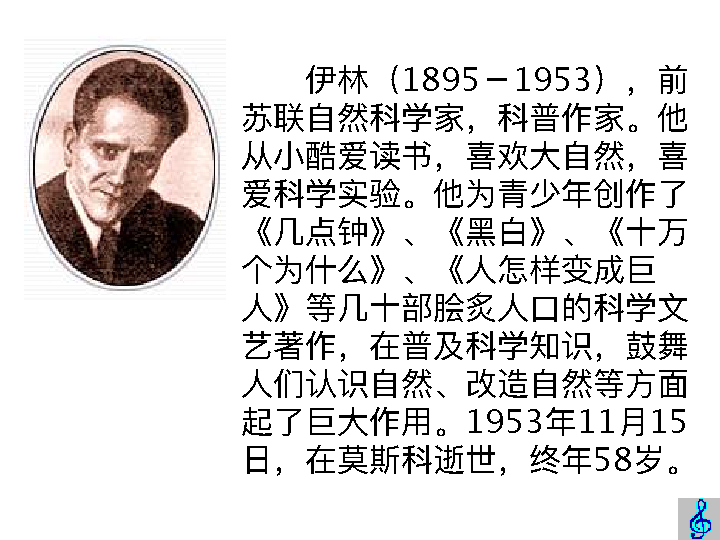 伊林（1895－1953），前
苏联自然科学家，科普作家。他
从小酷爱读书，喜欢大自然，喜
爱科学实验。他为青少年创作了
《几点钟》、《黑白》、《十万
个为什么》、《人怎样变成巨
人》等几十部脍炙人口的科学文
艺著作，在普及科学知识，鼓舞
人们认识自然、改造自然等方面
起了巨大作用。1953年11月15
日，在莫斯科逝世，终年58岁。